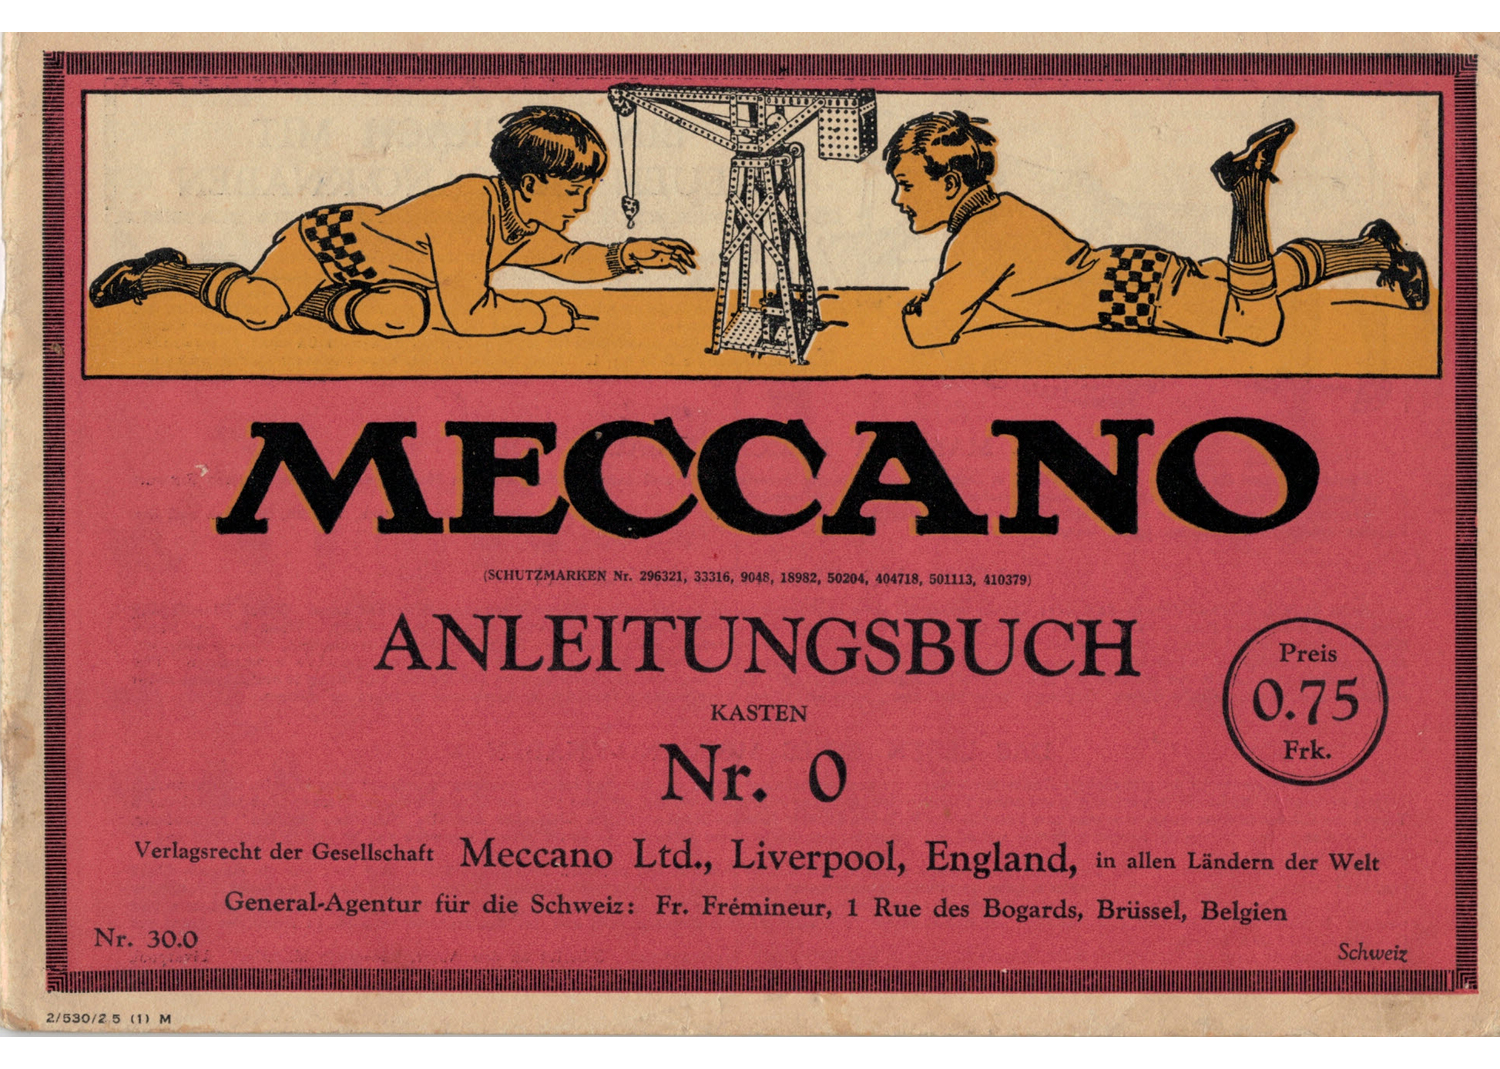 MECCANO
(SCHUTZMARKEN Nr. 296321, 33316, 9048, 18982, 50204, 404718, 501113, 410379)
ANLEITUNGSBUCH
KASTEN
Nr. 0
Preis
0.75
Frk.
Verlagsrecht der Gesellschaft Meccano Ltd., Liverpool, England, in allen Ländern der Welt
General-Agentur für die Schweiz: Fr. Frémineur, 1 Rue des Bogards, Brüssel, Belgien
Nr. 30.0
Schweiz
2/530/2.5 (1) M